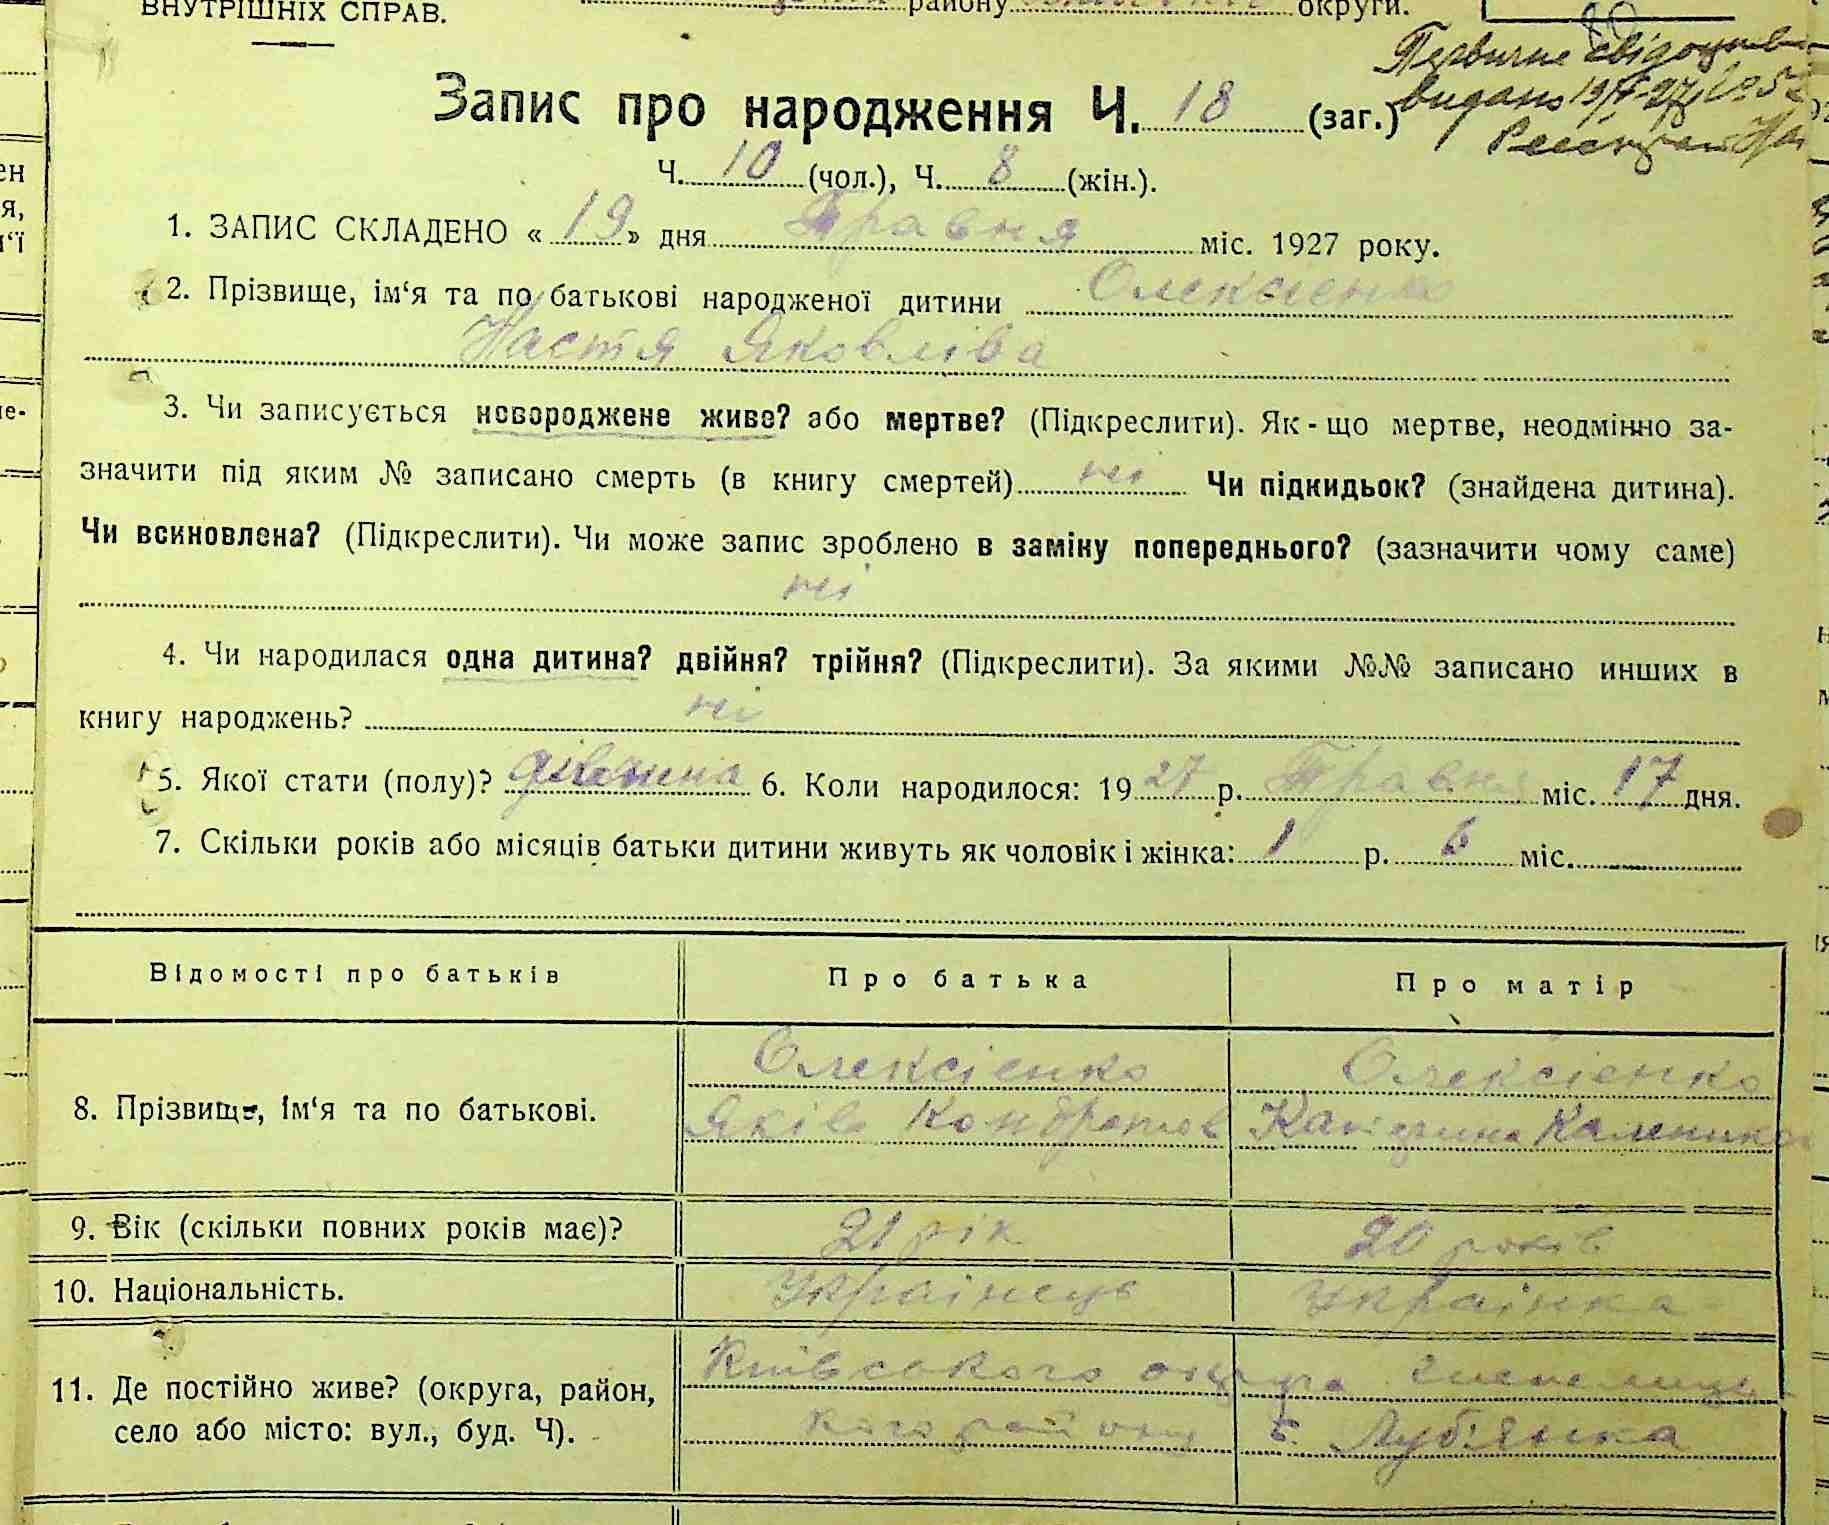 ВНУТРІШНІХ СПРАВ.
району округи.
Первичне свідоцтво
видано 19/V-27
Запис про народження Ч. 18 (заг.)
Ч. 10 (чол.), Ч. 8 (жін.).
1. ЗАПИС СКЛАДЕНО « 19 » дня Травня міс. 1927 року.
2. Прізвище, ім‘я та по батькові народженої дитини Олексієнко
Настя Яковліва
3. Чи записується новороджене живе? або мертве? (Підкреслити). Як-що мертве, неодмінно за-
значити під яким № записано смерть (в книгу смертей) ні Чи підкидьок? (знайдена дитина).
Чи всиновлена? (Підкреслити). Чи може запис зроблено в заміну попереднього? (зазначити чому саме)
ні
4. Чи народилася одна дитина? двійня? трійня? (Підкреслити). За якими №№ записано инших в
книгу народжень? ні
5. Якої стати (полу)? дівчина 6. Коли народилося: 1927 р. Травня міс. 17 дня.
7. Скільки років або місяців батьки дитини живуть як чоловік і жінка: 1 р. 6 міс.
Відомості про батьків Про батька Про матір
8. Прізвище, ім‘я та по батькові. Олексієнко Олексієнко
Яків Кондратов Катерина Каленико
9. Вік (скільки повних років має)? 21 рік 20 років
10. Національність. Українець Українка
11. Де постійно живе? (округа, район, Київського округа
село або місто: вул., буд. Ч). кого району с. Луб'янка